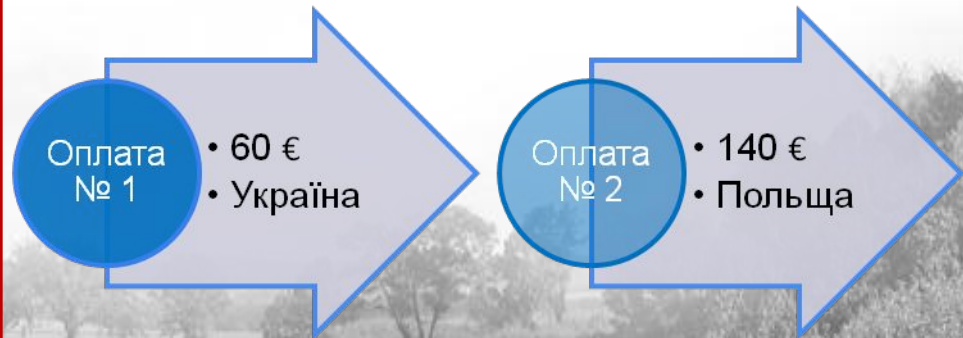 Оплата
№ 1
• 60 €
• Україна
Оплата
№ 2
• 140 €
• Польща